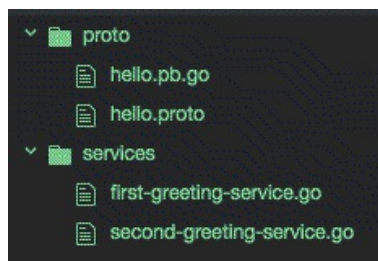 proto
hello.pb.go
hello.proto
services
first-greeting-service.go
second-greeting-service.go